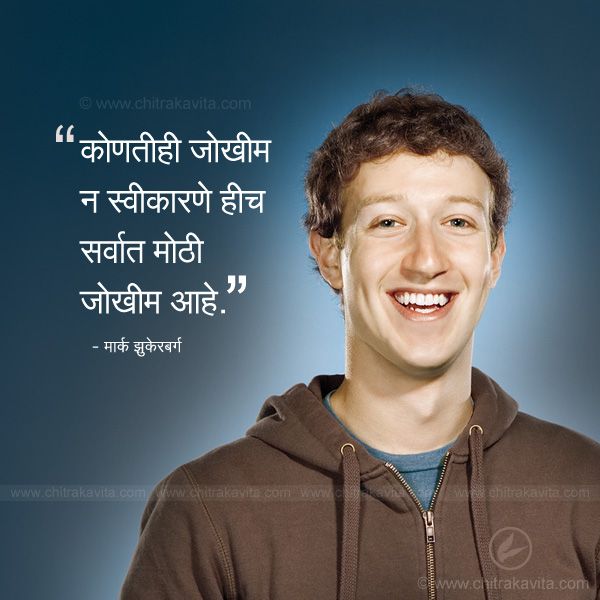 © www.chitrakavita.com
“कोणतीही जोखीम
न स्वीकारणे हीच
सर्वात मोठी
जोखीम आहे.”
- मार्क झुकेरबर्ग
www.chitrakavita.com www.chitrakavita.com www.chitrakavita.com www.chitrakavita.com
© www.chitrakavita.com